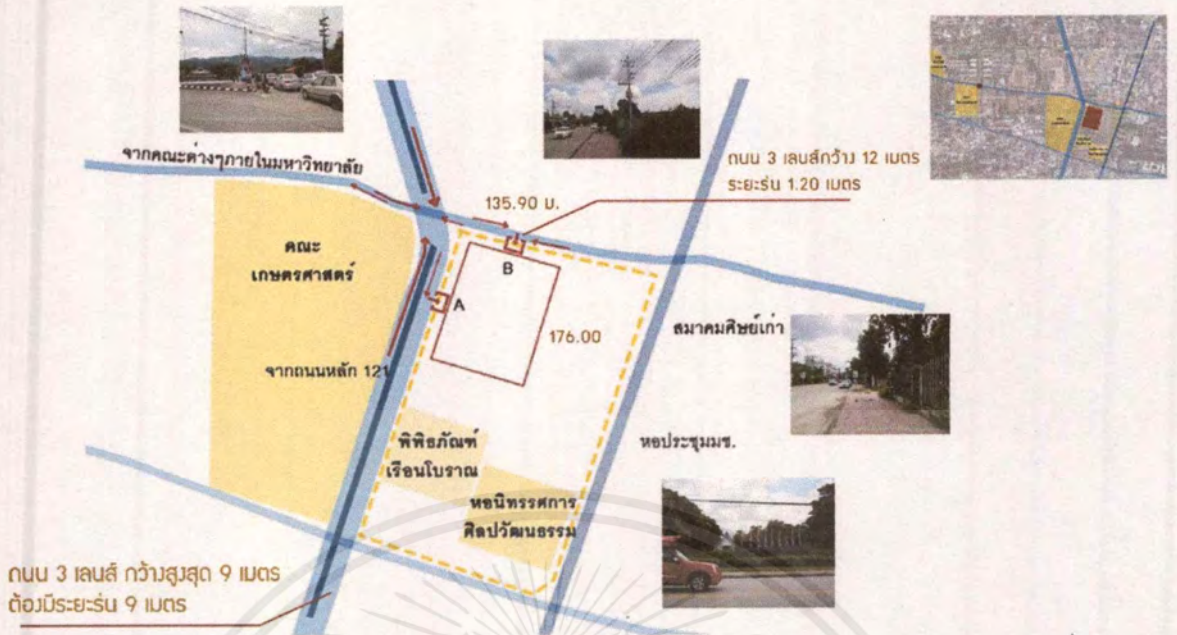 จากคณะต่างๆภายในมหาวิทยาลัย
ถนน 3 เลนส์กว้าง 12 เมตร
ระยะร่น 1.20 เมตร
135.90 ม.
คณะ
เกษตรศาสตร์
B
A
176.00
สมาคมศิษย์เก่า
จากถนนหลัก 121
พิพิธภัณฑ์
เรือนโบราณ
หอประชุมมช.
หอนิทรรศการ
ศิลปวัฒนธรรม
ถนน 3 เลนส์ กว้างสูงสุด 9 เมตร
ต้องมีระยะร่น 9 เมตร